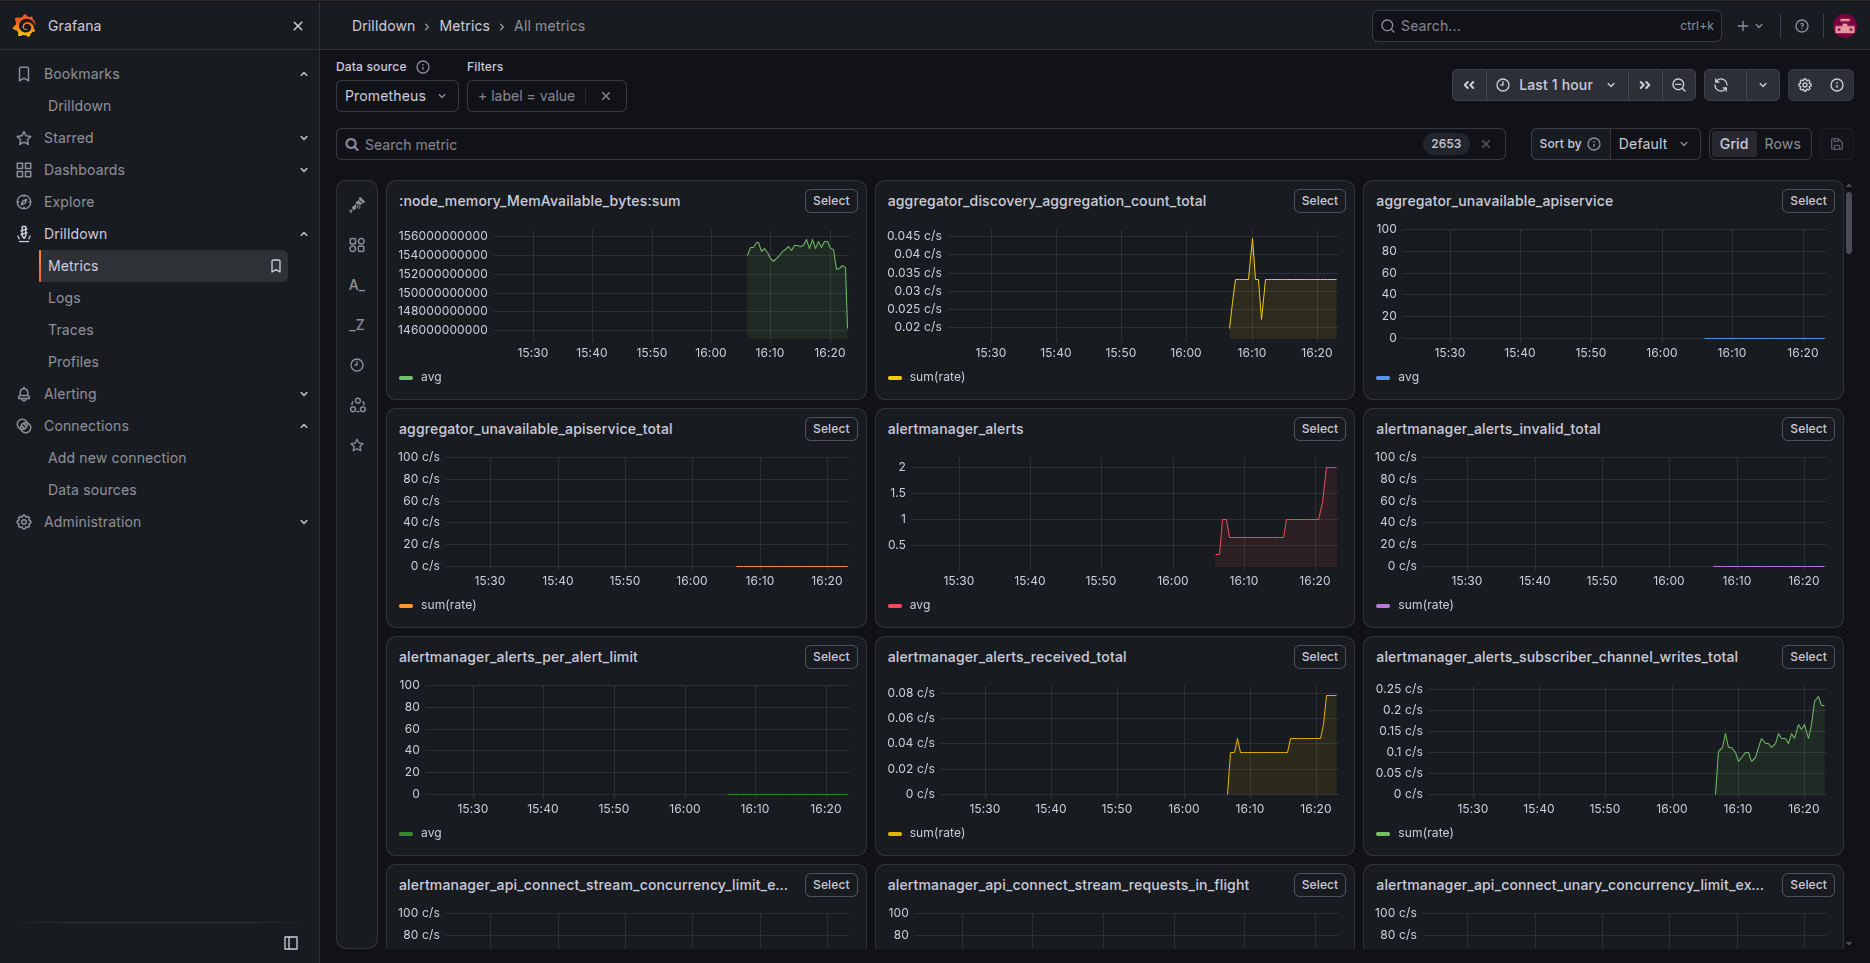 Grafana
Drilldown › Metrics › All metrics
Search...
ctrl+k
Bookmarks
Drilldown
Starred
Dashboards
Explore
Drilldown
Metrics
Logs
Traces
Profiles
Alerting
Connections
Add new connection
Data sources
Administration
Data source
Filters
Prometheus
+ label = value
Last 1 hour
Search metric
2653
Sort by
Default
Grid
Rows
A_
_Z
:node_memory_MemAvailable_bytes:sum
Select
156000000000
154000000000
152000000000
150000000000
148000000000
146000000000
15:30 15:40 15:50 16:00 16:10 16:20
avg
aggregator_discovery_aggregation_count_total
Select
0.045 c/s
0.04 c/s
0.035 c/s
0.03 c/s
0.025 c/s
0.02 c/s
15:30 15:40 15:50 16:00 16:10 16:20
sum(rate)
aggregator_unavailable_apiservice
Select
100
80
60
40
20
0
15:30 15:40 15:50 16:00 16:10 16:20
avg
aggregator_unavailable_apiservice_total
Select
100 c/s
80 c/s
60 c/s
40 c/s
20 c/s
0 c/s
15:30 15:40 15:50 16:00 16:10 16:20
sum(rate)
alertmanager_alerts
Select
2
1.5
1
0.5
15:30 15:40 15:50 16:00 16:10 16:20
avg
alertmanager_alerts_invalid_total
Select
100 c/s
80 c/s
60 c/s
40 c/s
20 c/s
0 c/s
15:30 15:40 15:50 16:00 16:10 16:20
sum(rate)
alertmanager_alerts_per_alert_limit
Select
100
80
60
40
20
0
15:30 15:40 15:50 16:00 16:10 16:20
avg
alertmanager_alerts_received_total
Select
0.08 c/s
0.06 c/s
0.04 c/s
0.02 c/s
0 c/s
15:30 15:40 15:50 16:00 16:10 16:20
sum(rate)
alertmanager_alerts_subscriber_channel_writes_total
Select
0.25 c/s
0.2 c/s
0.15 c/s
0.1 c/s
0.05 c/s
0 c/s
15:30 15:40 15:50 16:00 16:10 16:20
sum(rate)
alertmanager_api_connect_stream_concurrency_limit_e...
Select
100 c/s
80 c/s
alertmanager_api_connect_stream_requests_in_flight
Select
100
80
alertmanager_api_connect_unary_concurrency_limit_ex...
Select
100 c/s
80 c/s